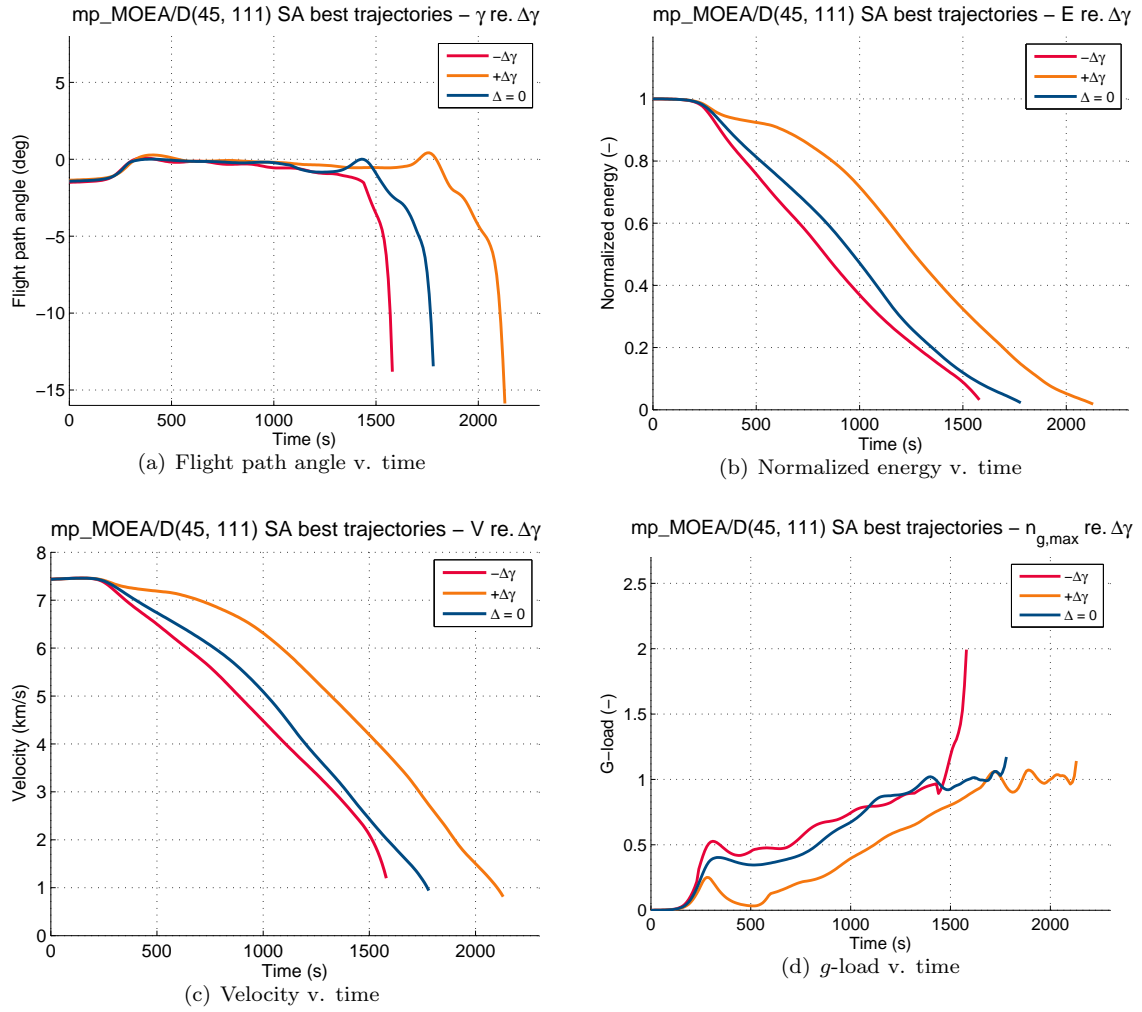 mp_MOEA/D(45, 111) SA best trajectories − γ re. Δγ
−Δγ
+Δγ
Δ = 0
5
0
−5
−10
−15
Flight path angle (deg)
0 500 1000 1500 2000
Time (s)
(a) Flight path angle v. time
mp_MOEA/D(45, 111) SA best trajectories − E re. Δγ
−Δγ
+Δγ
Δ = 0
1
0.8
0.6
0.4
0.2
0
Normalized energy (−)
0 500 1000 1500 2000
Time (s)
(b) Normalized energy v. time
mp_MOEA/D(45, 111) SA best trajectories − V re. Δγ
−Δγ
+Δγ
Δ = 0
8
7
6
5
4
3
2
1
0
Velocity (km/s)
0 500 1000 1500 2000
Time (s)
(c) Velocity v. time
mp_MOEA/D(45, 111) SA best trajectories − n_g,max re. Δγ
−Δγ
+Δγ
Δ = 0
2.5
2
1.5
1
0.5
0
G−load (−)
0 500 1000 1500 2000
Time (s)
(d) g-load v. time